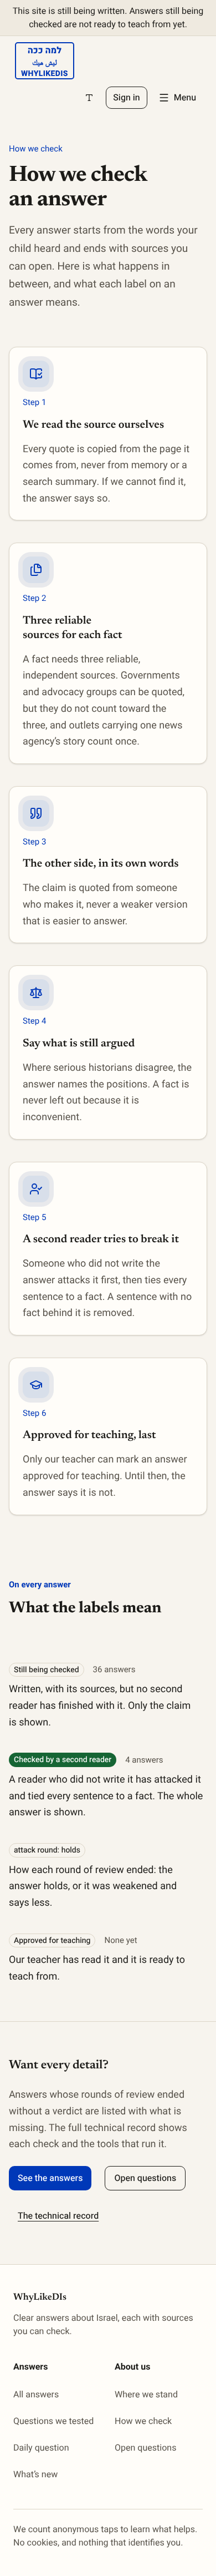 This site is still being written. Answers still being
checked are not ready to teach from yet.
למה ככה
ليش هيك
WHYLIKEDIS
Sign in
Menu
How we check
How we check
an answer
Every answer starts from the words your
child heard and ends with sources you
can open. Here is what happens in
between, and what each label on an
answer means.
Step 1
We read the source ourselves
Every quote is copied from the page it
comes from, never from memory or a
search summary. If we cannot find it,
the answer says so.
Step 2
Three reliable
sources for each fact
A fact needs three reliable,
independent sources. Governments
and advocacy groups can be quoted,
but they do not count toward the
three, and outlets carrying one news
agency's story count once.
Step 3
The other side, in its own words
The claim is quoted from someone
who makes it, never a weaker version
that is easier to answer.
Step 4
Say what is still argued
Where serious historians disagree, the
answer names the positions. A fact is
never left out because it is
inconvenient.
Step 5
A second reader tries to break it
Someone who did not write the
answer attacks it first, then ties every
sentence to a fact. A sentence with no
fact behind it is removed.
Step 6
Approved for teaching, last
Only our teacher can mark an answer
approved for teaching. Until then, the
answer says it is not.
On every answer
What the labels mean
Still being checked 36 answers
Written, with its sources, but no second
reader has finished with it. Only the claim
is shown.
Checked by a second reader 4 answers
A reader who did not write it has attacked it
and tied every sentence to a fact. The whole
answer is shown.
attack round: holds
How each round of review ended: the
answer holds, or it was weakened and
says less.
Approved for teaching None yet
Our teacher has read it and it is ready to
teach from.
Want every detail?
Answers whose rounds of review ended
without a verdict are listed with what is
missing. The full technical record shows
each check and the tools that run it.
See the answers
Open questions
The technical record
WhyLikeDIs
Clear answers about Israel, each with sources
you can check.
Answers
About us
All answers
Where we stand
Questions we tested
How we check
Daily question
Open questions
What's new
We count anonymous taps to learn what helps.
No cookies, and nothing that identifies you.